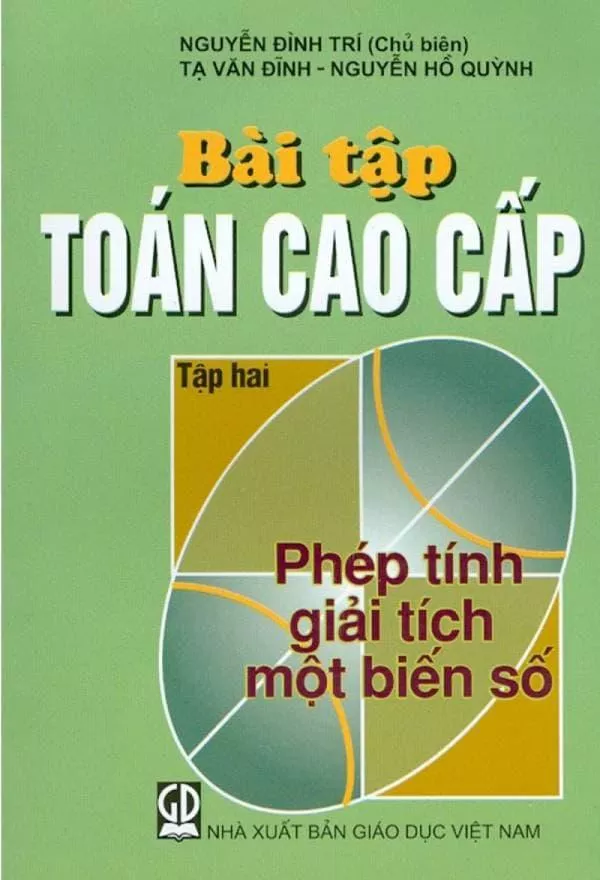 NGUYỄN ĐÌNH TRÍ (Chủ biên)
TẠ VĂN ĐĨNH - NGUYỄN HỒ QUỲNH
Bài tập
TOÁN CAO CẤP
Tập hai
Phép tính
giải tích
một biến số
GD
NHÀ XUẤT BẢN GIÁO DỤC VIỆT NAM